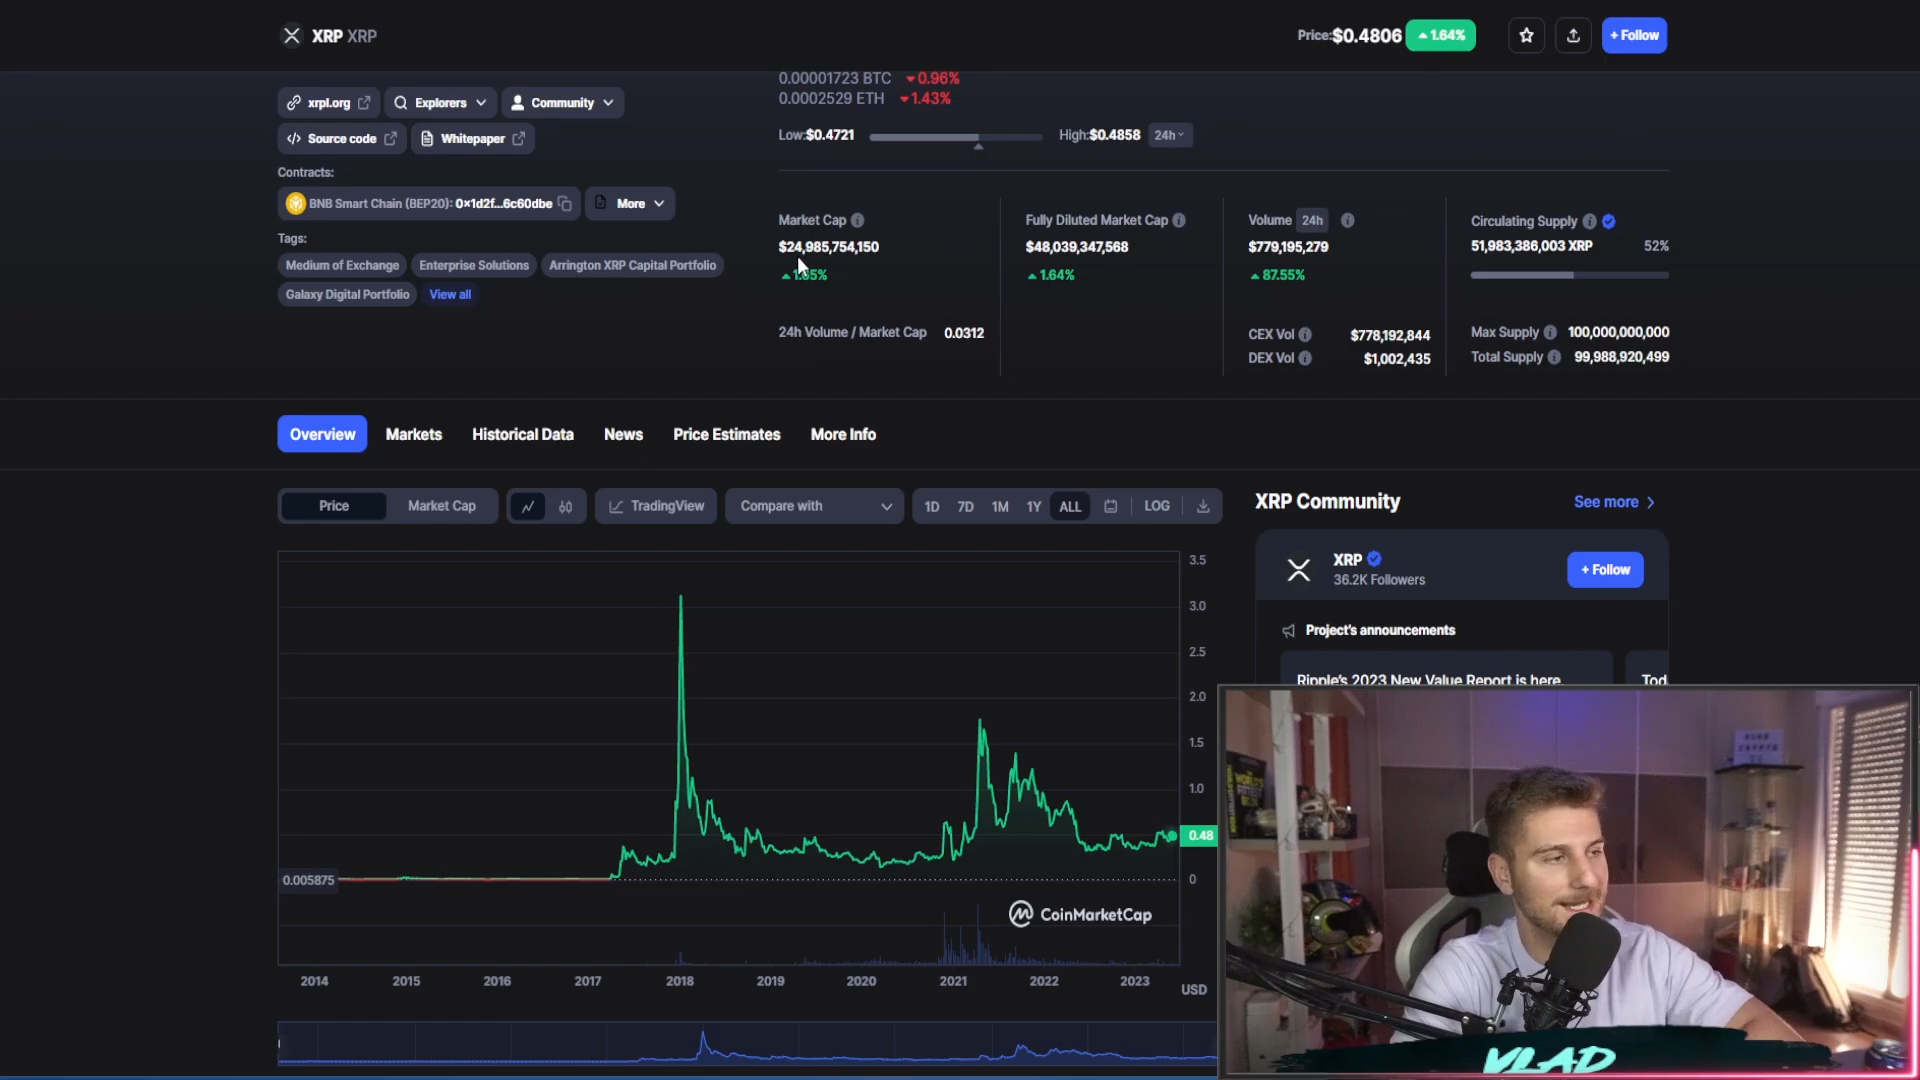 XRP XRP
Price:$0.4806 1.64%
+ Follow
0.00001723 BTC 0.96%
0.0002529 ETH 1.43%
Low:$0.4721 High:$0.4858 24h
xrpl.org Explorers Community
Source code Whitepaper
Contracts:
BNB Smart Chain (BEP20): 0x1d2f...6c60dbe More
Tags:
Medium of Exchange Enterprise Solutions Arrington XRP Capital Portfolio
Galaxy Digital Portfolio View all
Market Cap
$24,985,754,150
24h Volume / Market Cap 0.0312
Fully Diluted Market Cap
$48,039,347,568
1.64%
Volume 24h
$779,195,279
87.55%
CEX Vol $778,192,844
DEX Vol $1,002,435
Circulating Supply
51,983,386,003 XRP 52%
Max Supply 100,000,000,000
Total Supply 99,988,920,499
Overview Markets Historical Data News Price Estimates More Info
Price Market Cap TradingView Compare with 1D 7D 1M 1Y ALL LOG
3.5
3.0
2.5
2.0
1.5
1.0
0.48
0
0.005875
CoinMarketCap
2014 2015 2016 2017 2018 2019 2020 2021 2022 2023
USD
XRP Community See more
XRP
36.2K Followers
+ Follow
Project's announcements
Ripple's 2023 New Value Report is here
VLAD